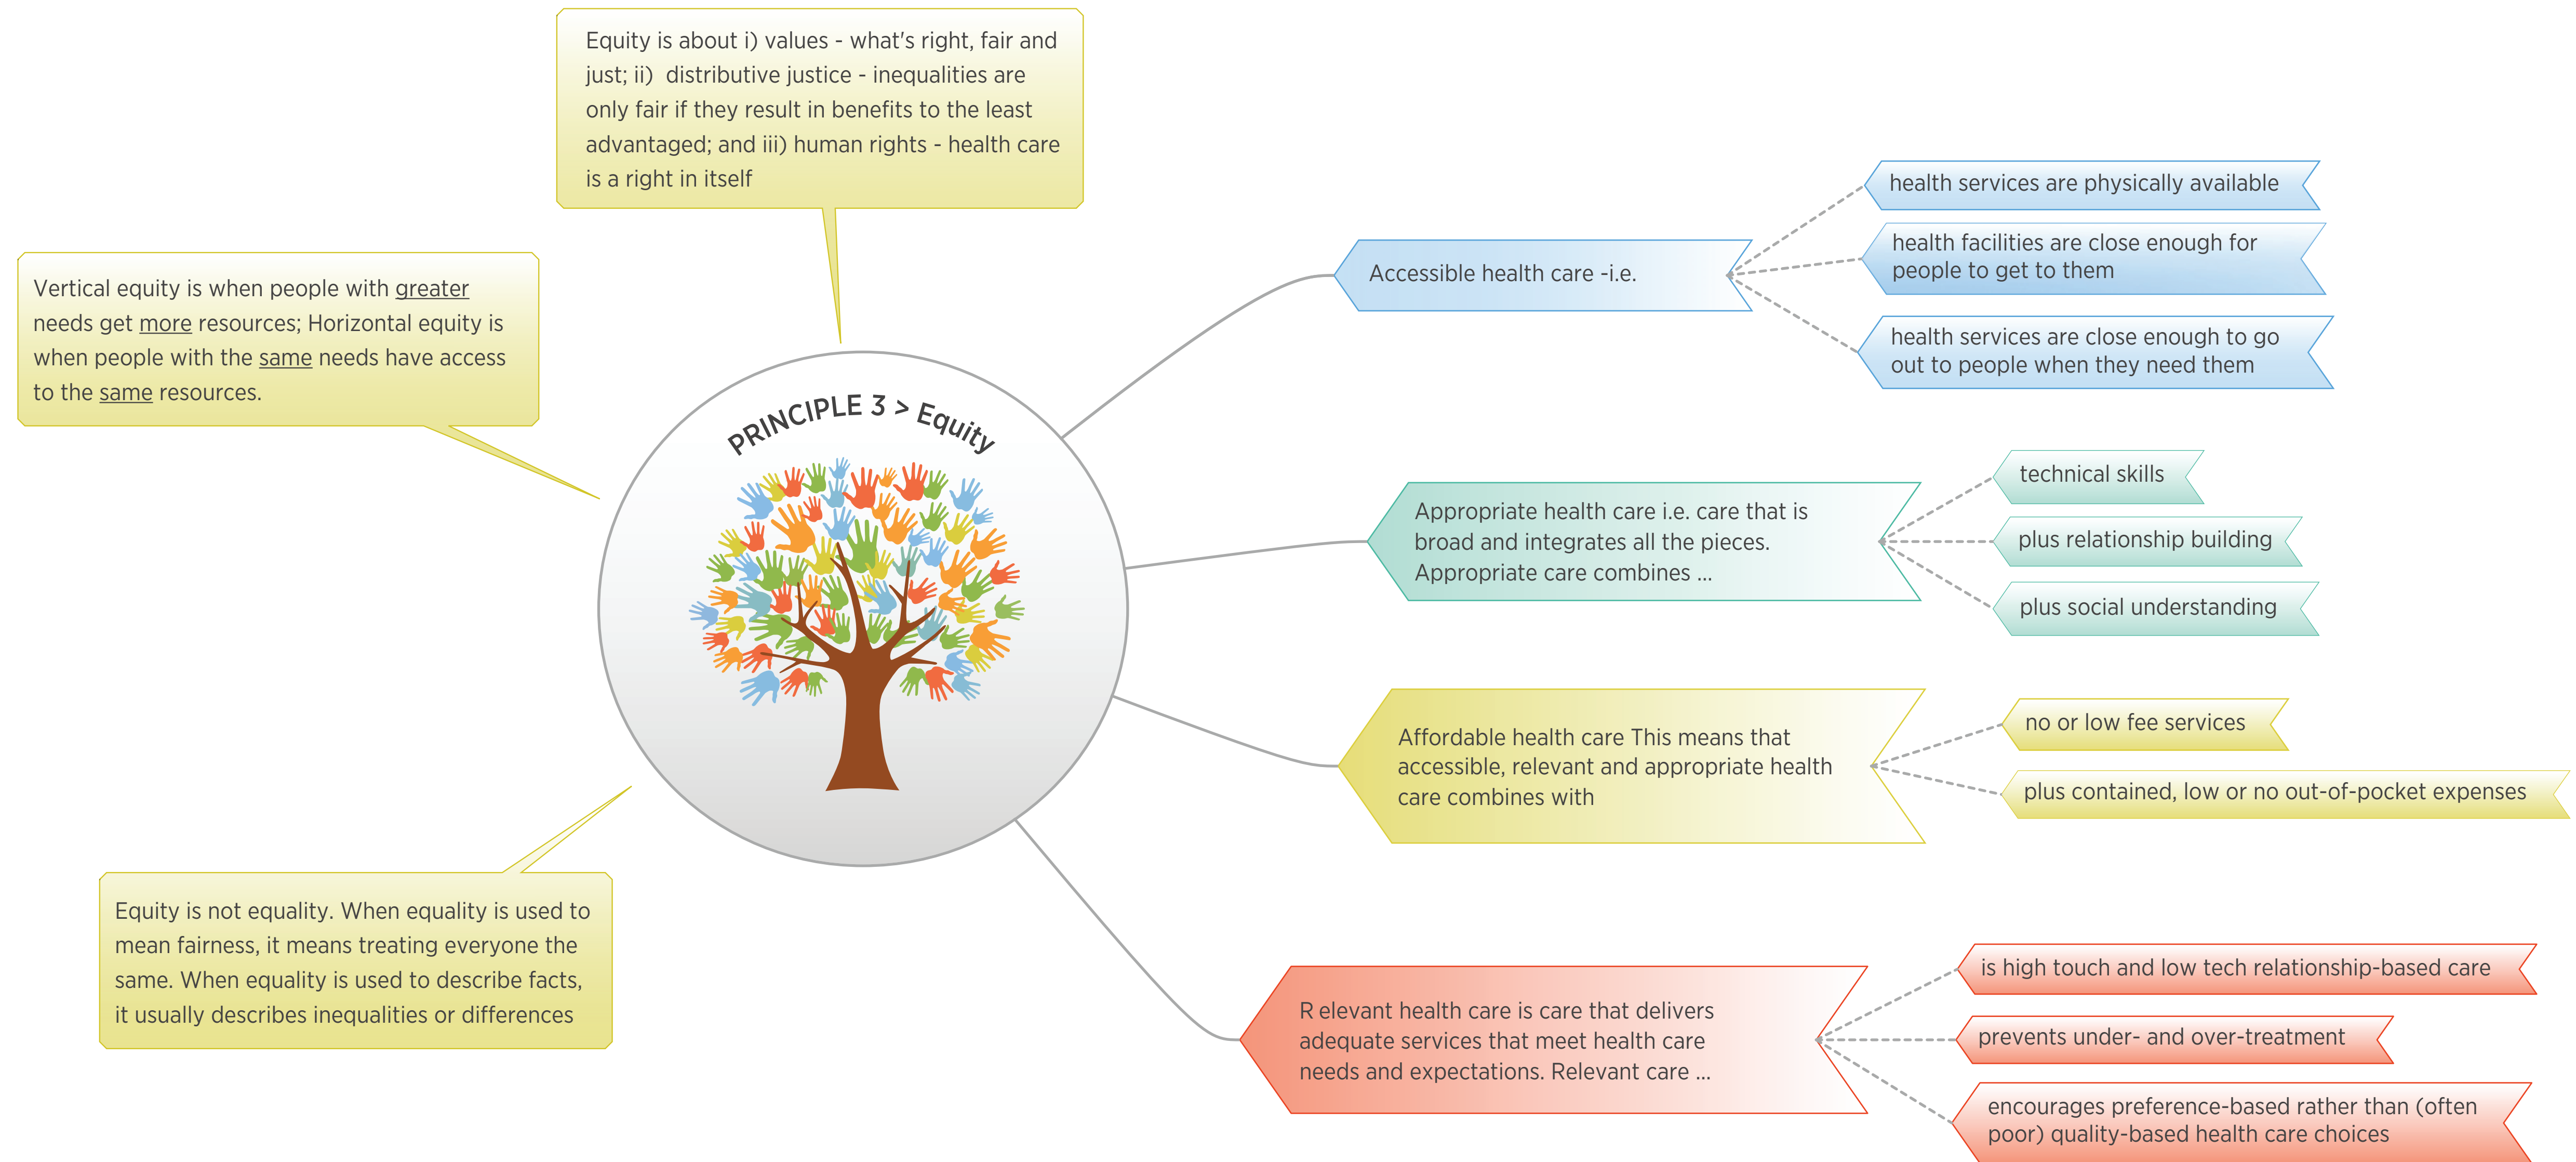 Equity is about i) values - what's right, fair and
just; ii) distributive justice - inequalities are
only fair if they result in benefits to the least
advantaged; and iii) human rights - health care
is a right in itself
Vertical equity is when people with greater
needs get more resources; Horizontal equity is
when people with the same needs have access
to the same resources.
PRINCIPLE 3 > Equity
Equity is not equality. When equality is used to
mean fairness, it means treating everyone the
same. When equality is used to describe facts,
it usually describes inequalities or differences
Accessible health care -i.e.
health services are physically available
health facilities are close enough for
people to get to them
health services are close enough to go
out to people when they need them
Appropriate health care i.e. care that is
broad and integrates all the pieces.
Appropriate care combines ...
technical skills
plus relationship building
plus social understanding
Affordable health care This means that
accessible, relevant and appropriate health
care combines with
no or low fee services
plus contained, low or no out-of-pocket expenses
R elevant health care is care that delivers
adequate services that meet health care
needs and expectations. Relevant care ...
is high touch and low tech relationship-based care
prevents under- and over-treatment
encourages preference-based rather than (often
poor) quality-based health care choices